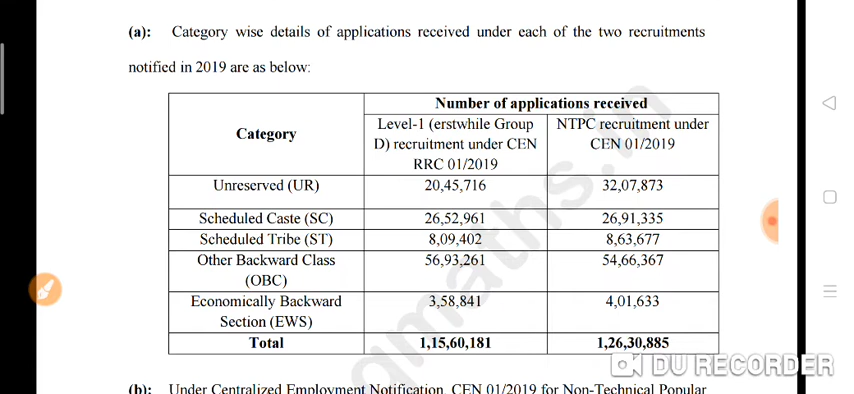 (a): Category wise details of applications received under each of the two recruitments
notified in 2019 are as below:
Category
Number of applications received
Level-1 (erstwhile Group
D) recruitment under CEN
RRC 01/2019
NTPC recruitment under
CEN 01/2019
Unreserved (UR) 20,45,716 32,07,873
Scheduled Caste (SC) 26,52,961 26,91,335
Scheduled Tribe (ST) 8,09,402 8,63,677
Other Backward Class
(OBC)
56,93,261 54,66,367
Economically Backward
Section (EWS)
3,58,841 4,01,633
Total 1,15,60,181 1,26,30,885
(b): Under Centralized Employment Notification, CEN 01/2019 for Non-Technical Popular
qmaths.in
DU RECORDER